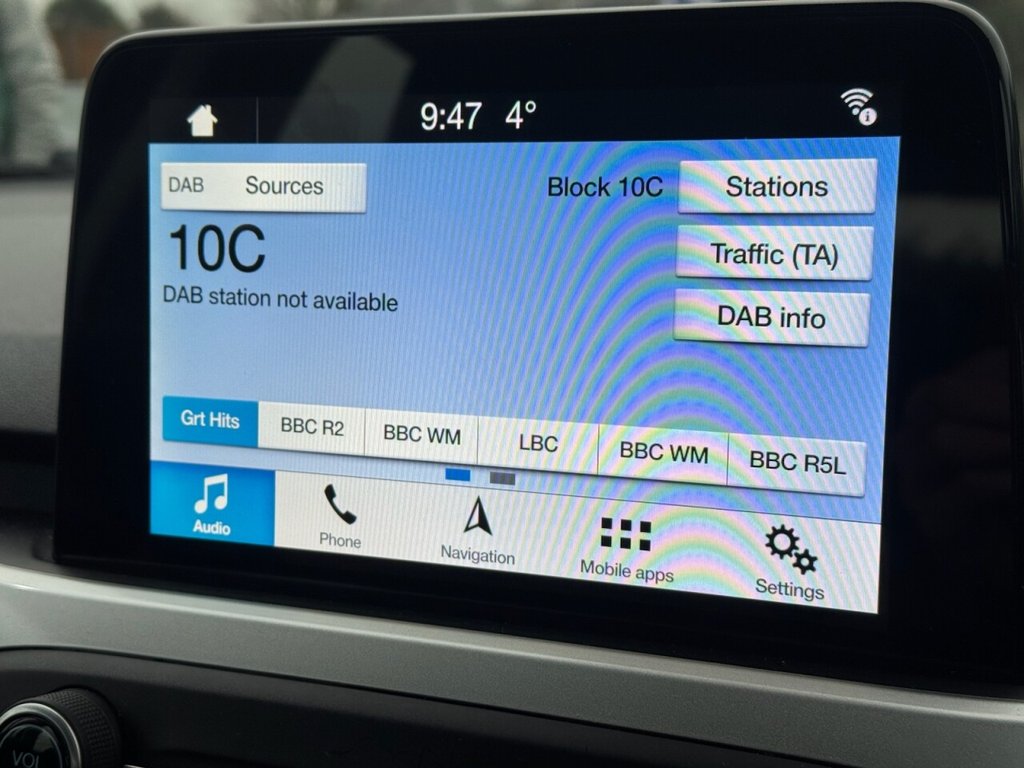 9:47 4°
DAB Sources
Block 10C
Stations
10C
Traffic (TA)
DAB station not available
DAB info
Grt Hits
BBC R2
BBC WM
LBC
BBC WM
BBC R5L
Audio
Phone
Navigation
Mobile apps
Settings
VOL